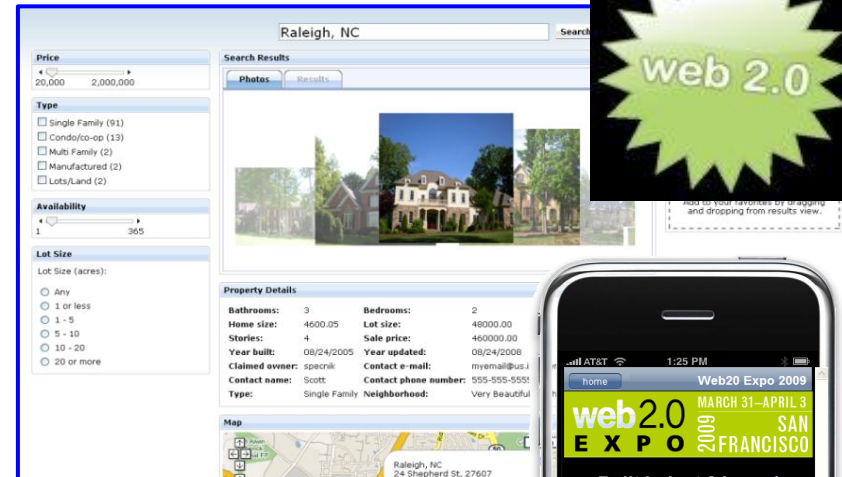 Raleigh, NC
Search
web 2.0
Price
20,000 2,000,000
Type
Single Family (91)
Condo/co-op (13)
Multi Family (2)
Manufactured (2)
Lots/Land (2)
Availability
1 365
Lot Size
Lot Size (acres):
Any
1 or less
1 - 5
5 - 10
10 - 20
20 or more
Search Results
Photos Results
Add to your favorites by dragging
and dropping from results view.
Property Details
Bathrooms: 3 Bedrooms: 2
Home size: 4600.05 Lot size: 48000.00
Stories: 4 Sale price: 460000.00
Year built: 08/24/2005 Year updated: 08/24/2008
Claimed owner: specnik Contact e-mail: myemail@us.i
Contact name: Scott Contact phone number: 555-555-5555
Type: Single Family Neighborhood: Very Beautiful
Map
Raleigh, NC
24 Shepherd St, 27607
AT&T 1:25 PM
home Web20 Expo 2009
web 2.0
EXPO
2009
MARCH 31–APRIL 3
SAN
FRANCISCO